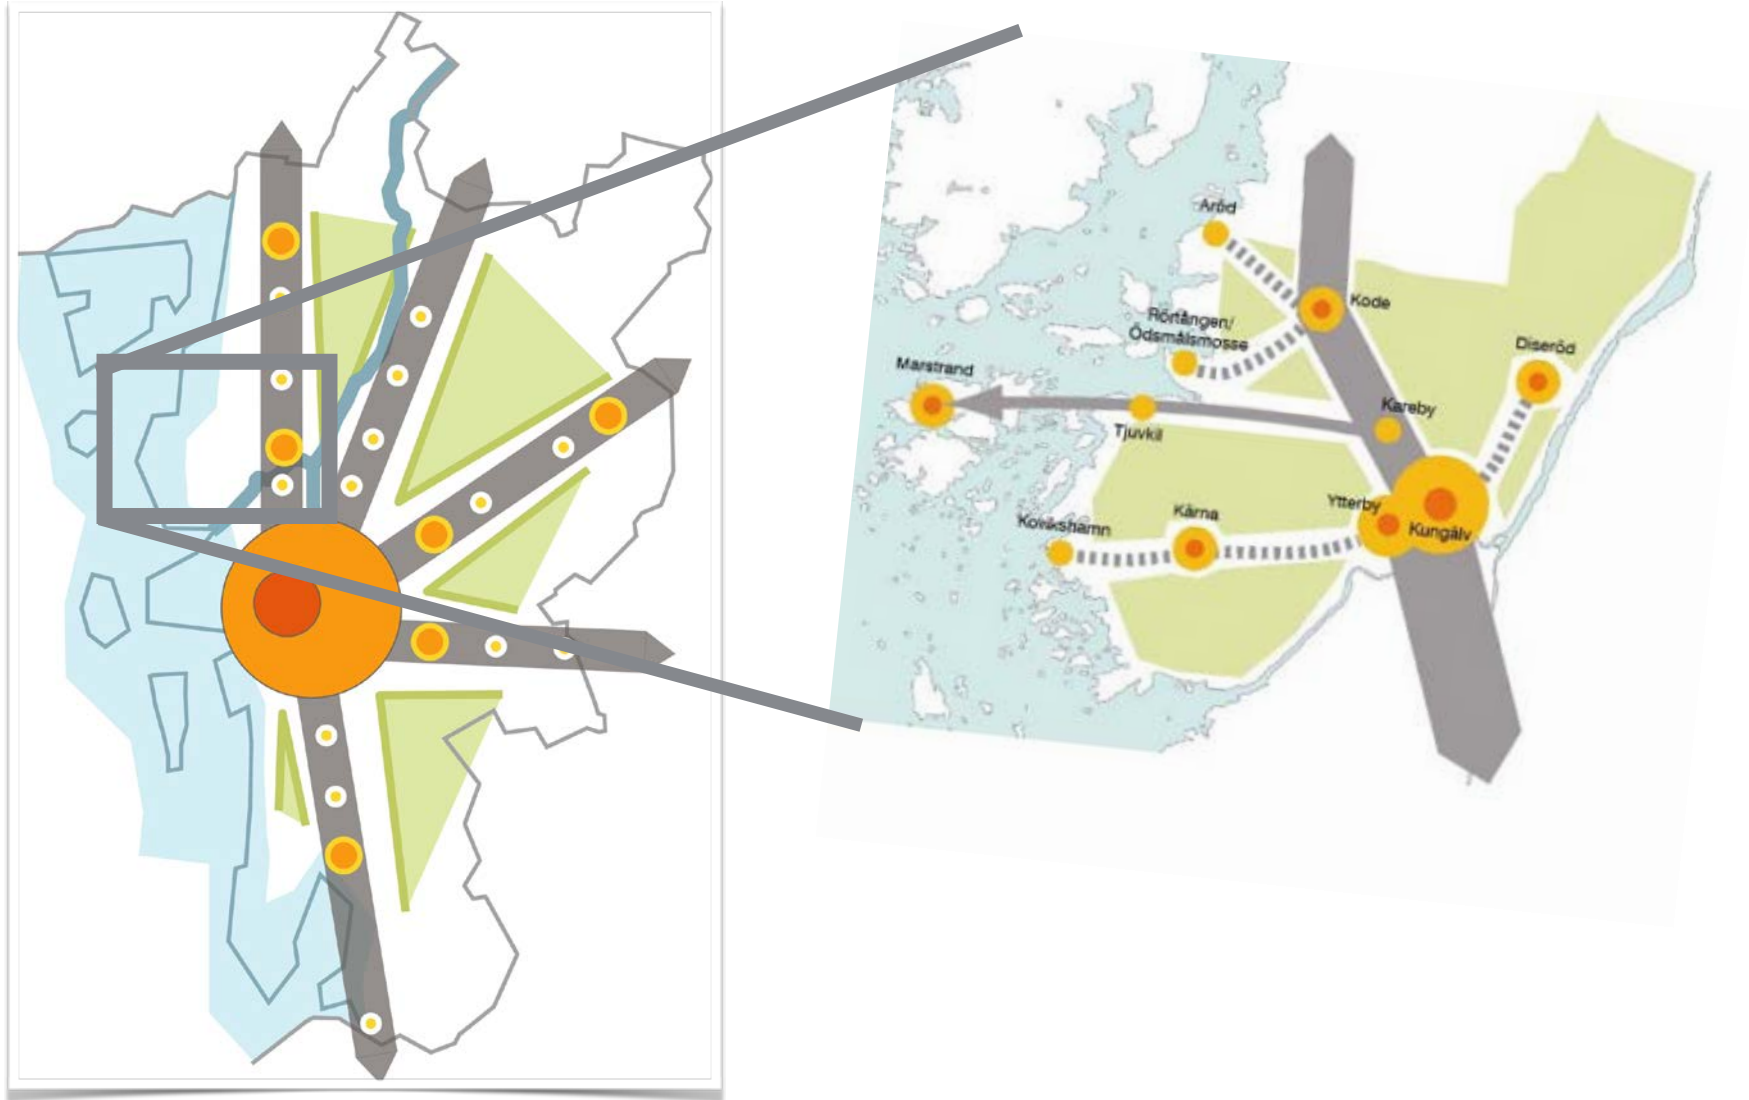 Aröd
Kode
Rörtången/
Ödsmålsmosse
Diseröd
Marstrand
Kareby
Tjuvkil
Ytterby
Kärna
Kovikshamn
Kungälv